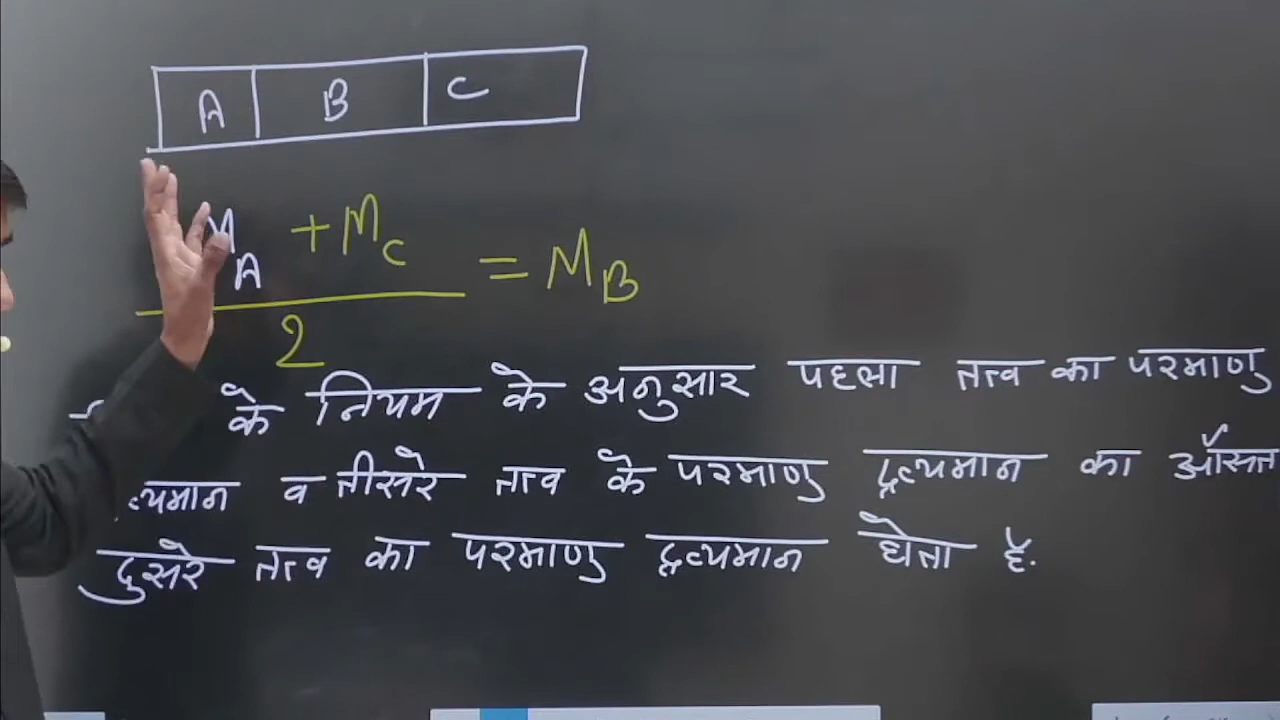 A B C
M_A + M_C
= M_B
2
के नियम के अनुसार पहला तत्व का परमाणु
व तीसरे तत्व के परमाणु द्रव्यमान का औसत
दुसरे तत्व का परमाणु द्रव्यमान होता है.